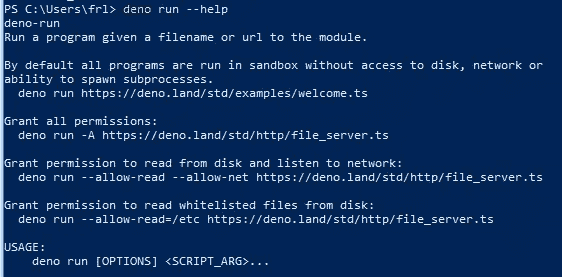 PS C:\Users\frl> deno run --help
deno-run
Run a program given a filename or url to the module.

By default all programs are run in sandbox without access to disk, network or
ability to spawn subprocesses.
  deno run https://deno.land/std/examples/welcome.ts

Grant all permissions:
  deno run -A https://deno.land/std/http/file_server.ts

Grant permission to read from disk and listen to network:
  deno run --allow-read --allow-net https://deno.land/std/http/file_server.ts

Grant permission to read whitelisted files from disk:
  deno run --allow-read=/etc https://deno.land/std/http/file_server.ts

USAGE:
    deno run [OPTIONS] <SCRIPT_ARG>...